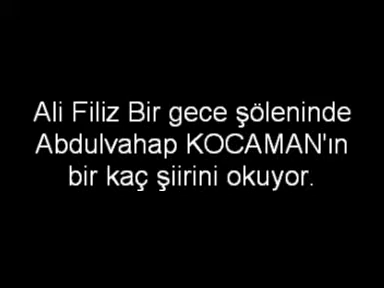 Ali Filiz Bir gece şöleninde
Abdulvahap KOCAMAN'ın
bir kaç şiirini okuyor.